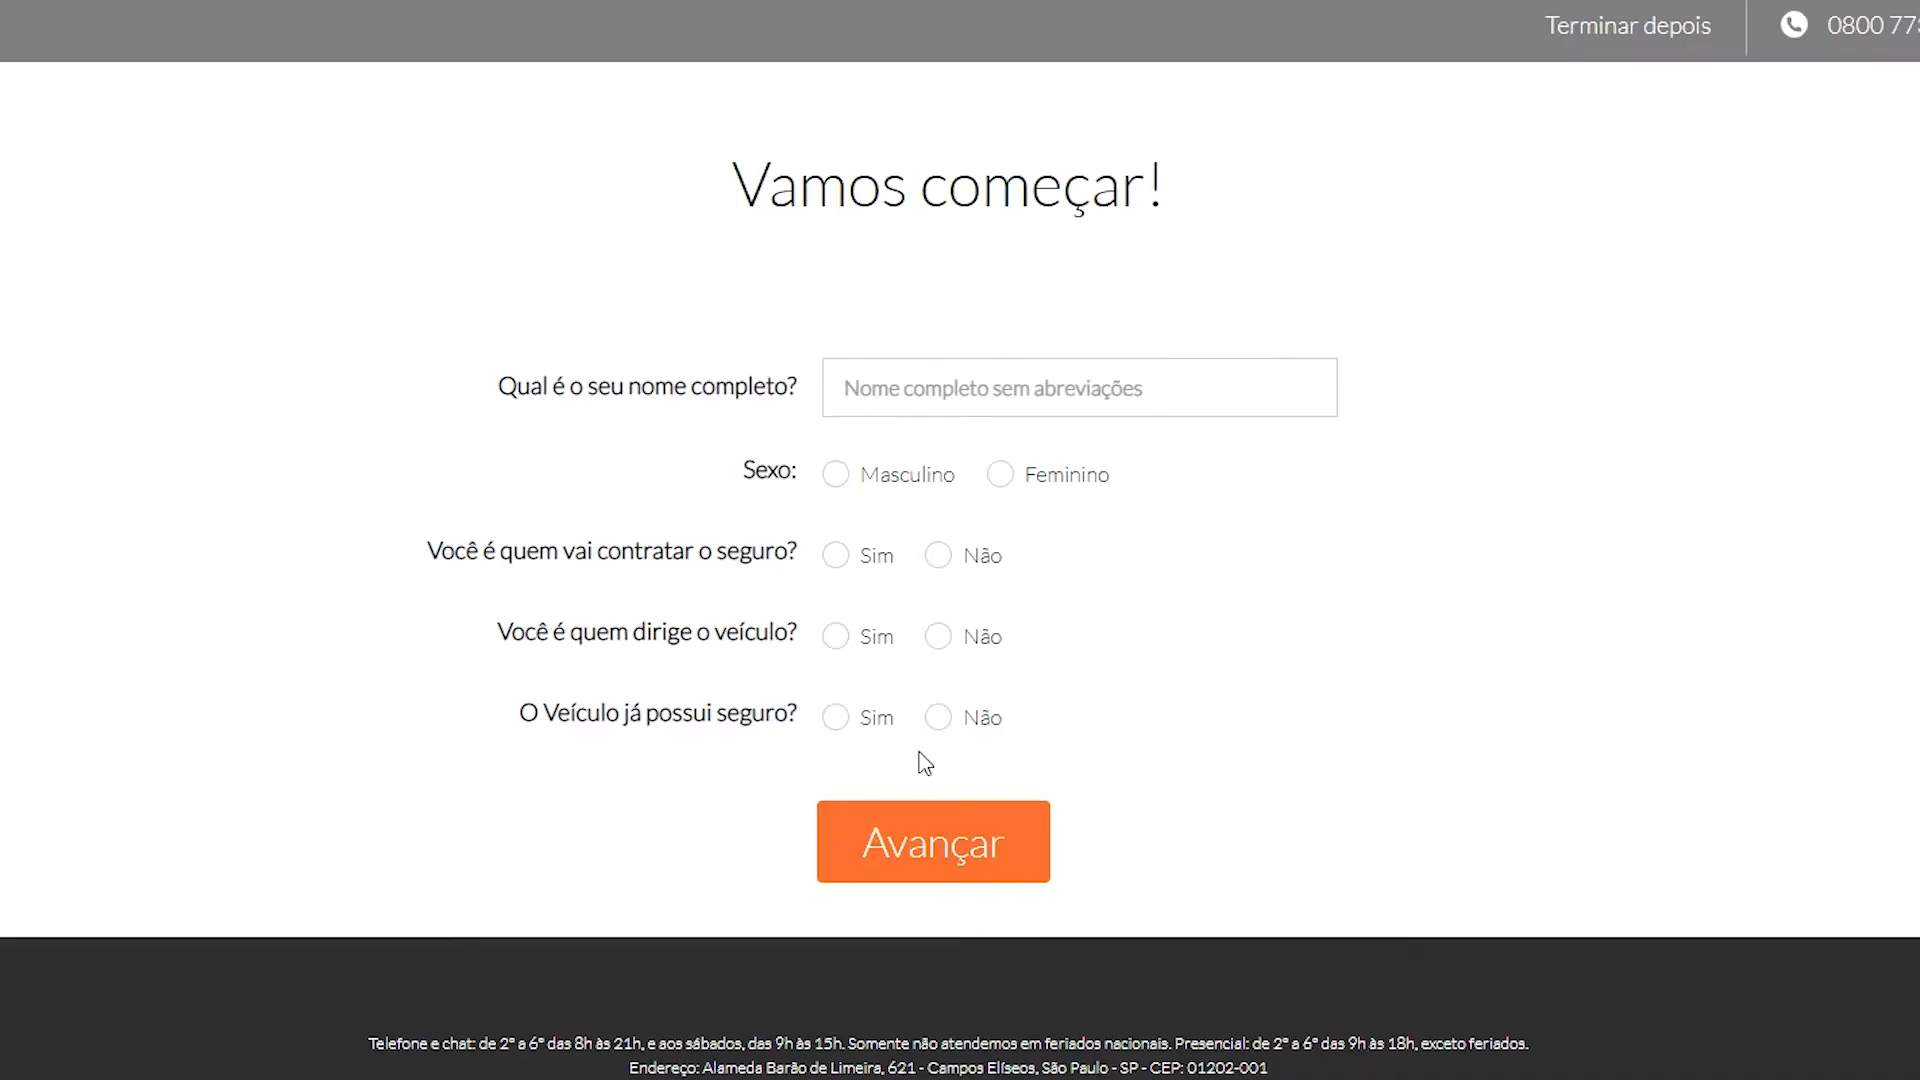 Terminar depois
0800 773
Vamos começar!
Qual é o seu nome completo?
Nome completo sem abreviações
Sexo:
Masculino
Feminino
Você é quem vai contratar o seguro?
Sim
Não
Você é quem dirige o veículo?
Sim
Não
O Veículo já possui seguro?
Sim
Não
Avançar
Telefone e chat: de 2ª a 6ª das 8h às 21h, e aos sábados, das 9h às 15h. Somente não atendemos em feriados nacionais. Presencial: de 2ª a 6ª das 9h às 18h, exceto feriados.
Endereço: Alameda Barão de Limeira, 621 - Campos Elíseos, São Paulo - SP - CEP: 01202-001